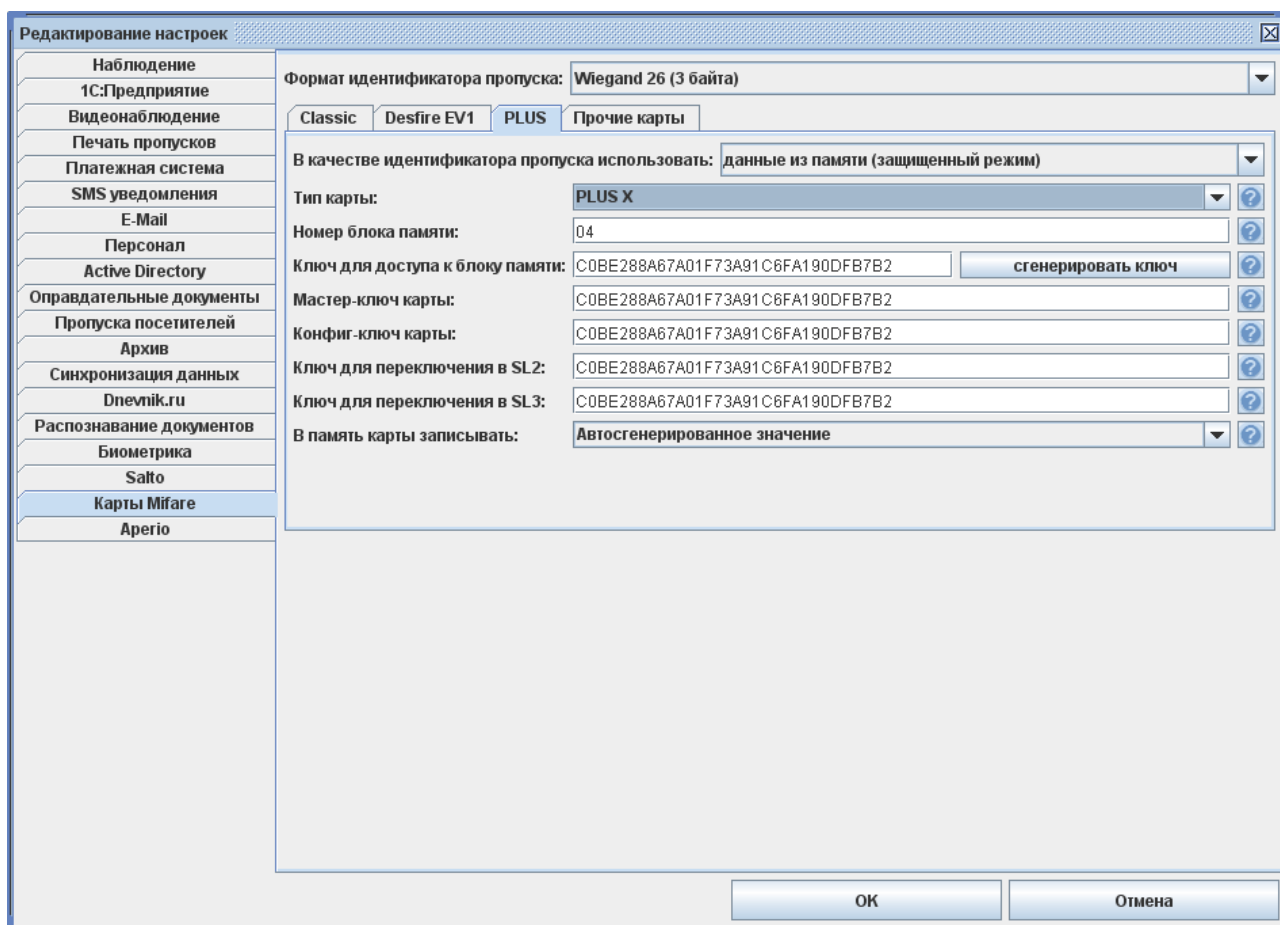 Редактирование настроек
Наблюдение
1С:Предприятие
Видеонаблюдение
Печать пропусков
Платежная система
SMS уведомления
E-Mail
Персонал
Active Directory
Оправдательные документы
Пропуска посетителей
Архив
Синхронизация данных
Dnevnik.ru
Распознавание документов
Биометрика
Salto
Карты Mifare
Aperio
Формат идентификатора пропуска: Wiegand 26 (3 байта)
Classic Desfire EV1 PLUS Прочие карты
В качестве идентификатора пропуска использовать: данные из памяти (защищенный режим)
Тип карты: PLUS X ?
Номер блока памяти: 04 ?
Ключ для доступа к блоку памяти: C0BE288A67A01F73A91C6FA190DFB7B2 сгенерировать ключ ?
Мастер-ключ карты: C0BE288A67A01F73A91C6FA190DFB7B2 ?
Конфиг-ключ карты: C0BE288A67A01F73A91C6FA190DFB7B2 ?
Ключ для переключения в SL2: C0BE288A67A01F73A91C6FA190DFB7B2 ?
Ключ для переключения в SL3: C0BE288A67A01F73A91C6FA190DFB7B2 ?
В память карты записывать: Автосгенерированное значение ?
ОК Отмена